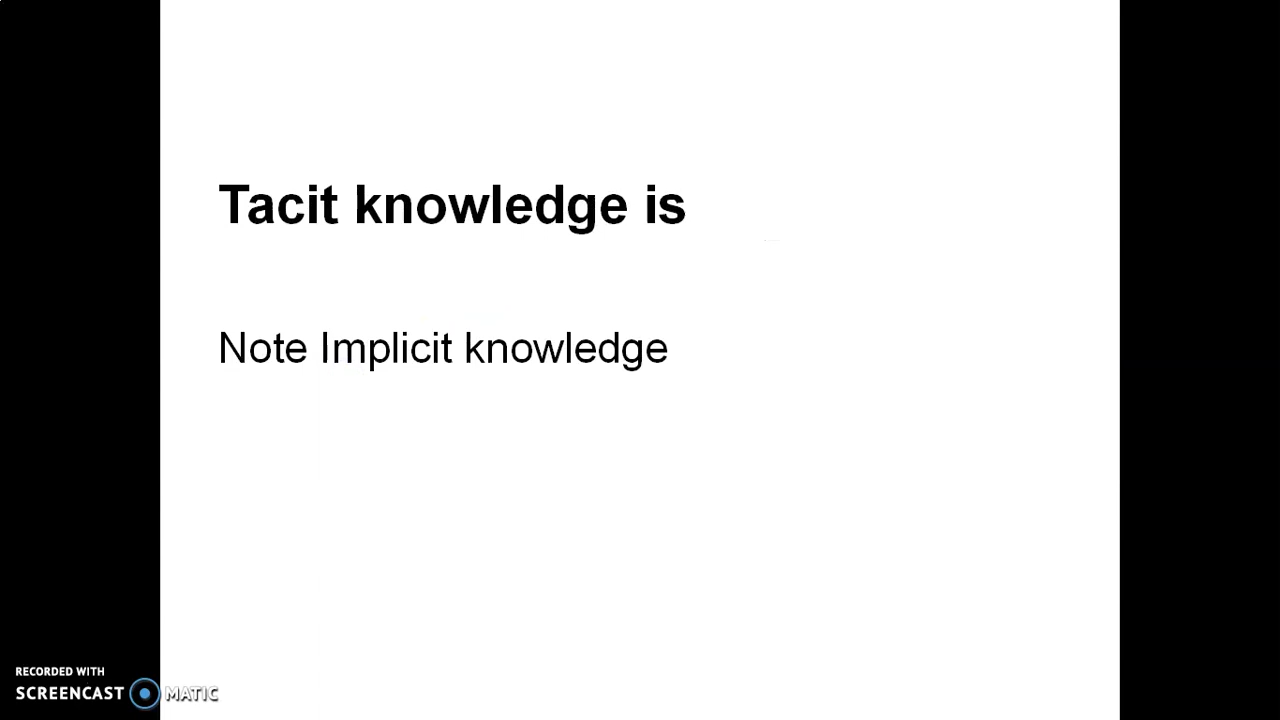 Tacit knowledge is
Note Implicit knowledge
RECORDED WITH
SCREENCAST MATIC